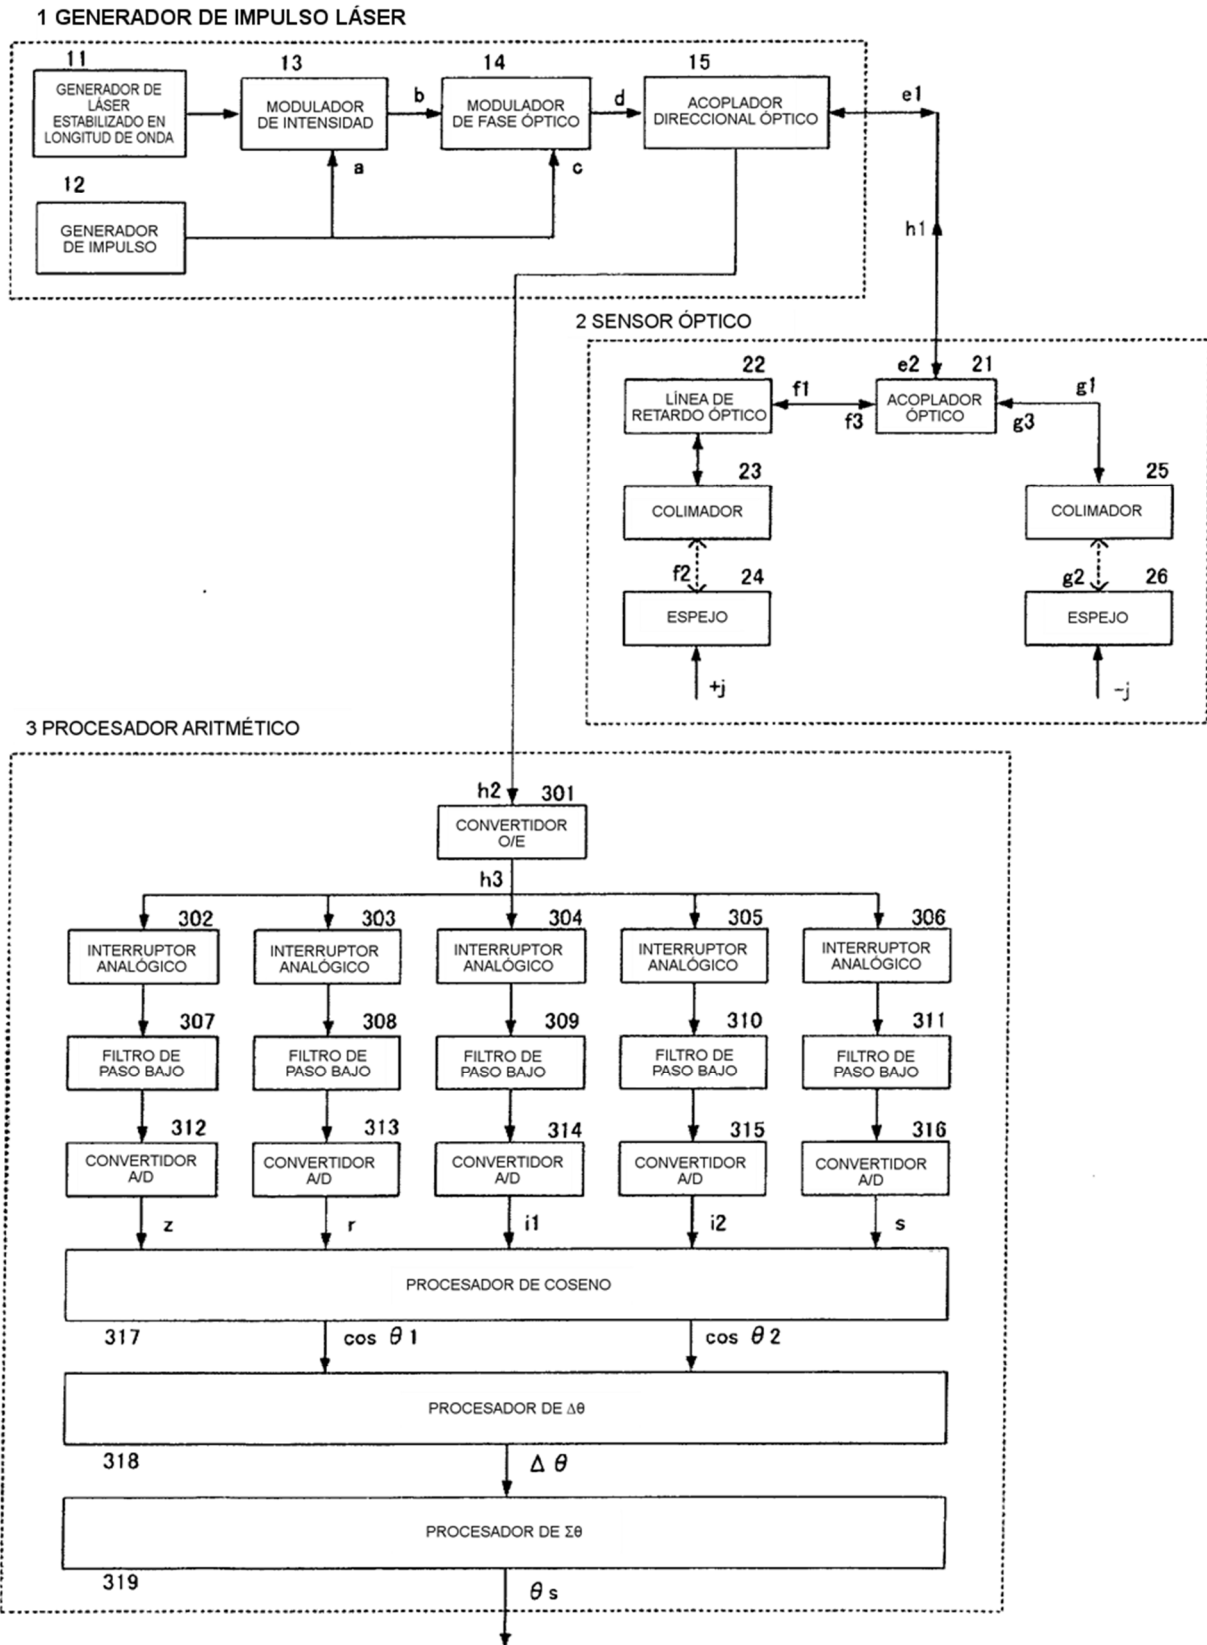 1 GENERADOR DE IMPULSO LÁSER
11
GENERADOR DE
LÁSER
ESTABILIZADO EN
LONGITUD DE ONDA
13
MODULADOR
DE INTENSIDAD
b
14
MODULADOR
DE FASE ÓPTICO
d
15
ACOPLADOR
DIRECCIONAL ÓPTICO
e1
a
c
12
GENERADOR
DE IMPULSO
h1
2 SENSOR ÓPTICO
22
LÍNEA DE
RETARDO ÓPTICO
f1
f3
e2
21
ACOPLADOR
ÓPTICO
g1
g3
23
COLIMADOR
25
COLIMADOR
f2
24
ESPEJO
g2
26
ESPEJO
+j
-j
3 PROCESADOR ARITMÉTICO
h2
301
CONVERTIDOR
O/E
h3
302
INTERRUPTOR
ANALÓGICO
303
INTERRUPTOR
ANALÓGICO
304
INTERRUPTOR
ANALÓGICO
305
INTERRUPTOR
ANALÓGICO
306
INTERRUPTOR
ANALÓGICO
307
FILTRO DE
PASO BAJO
308
FILTRO DE
PASO BAJO
309
FILTRO DE
PASO BAJO
310
FILTRO DE
PASO BAJO
311
FILTRO DE
PASO BAJO
312
CONVERTIDOR
A/D
313
CONVERTIDOR
A/D
314
CONVERTIDOR
A/D
315
CONVERTIDOR
A/D
316
CONVERTIDOR
A/D
z
r
i1
i2
s
PROCESADOR DE COSENO
317
cos θ1
cos θ2
PROCESADOR DE Δθ
318
Δθ
PROCESADOR DE Σθ
319
θs